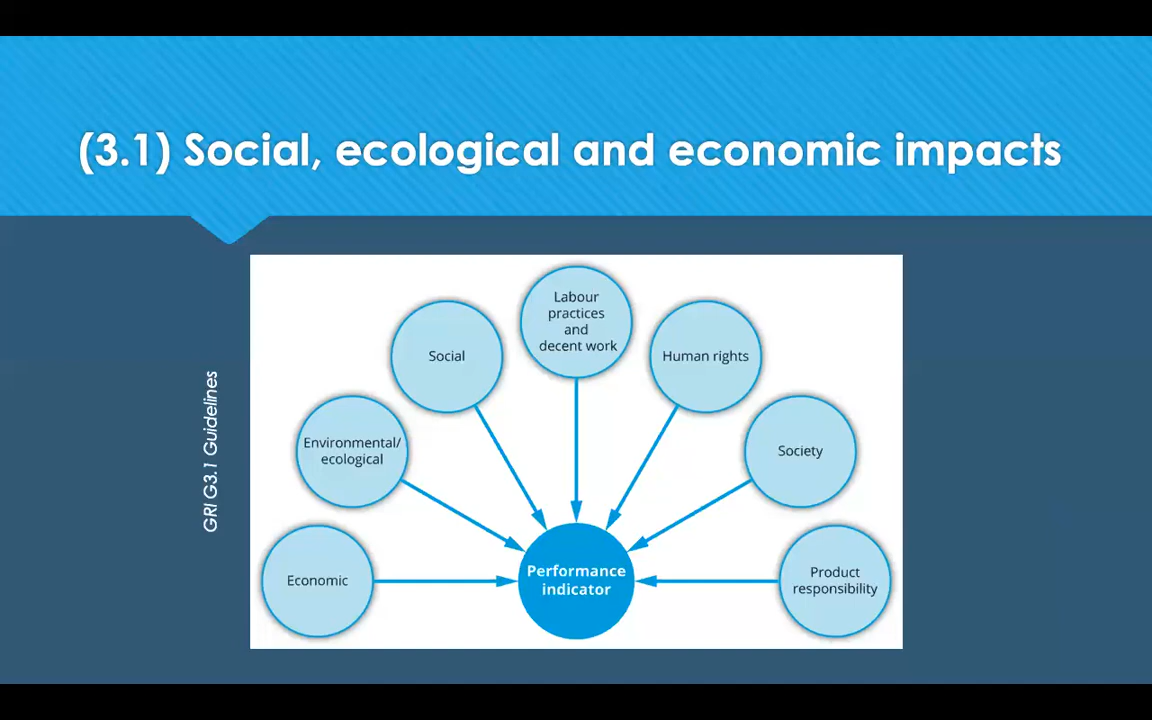 (3.1) Social, ecological and economic impacts
GRI G3.1 Guidelines
Labour
practices
and
decent work
Social
Human rights
Environmental/
ecological
Society
Economic
Performance
indicator
Product
responsibility